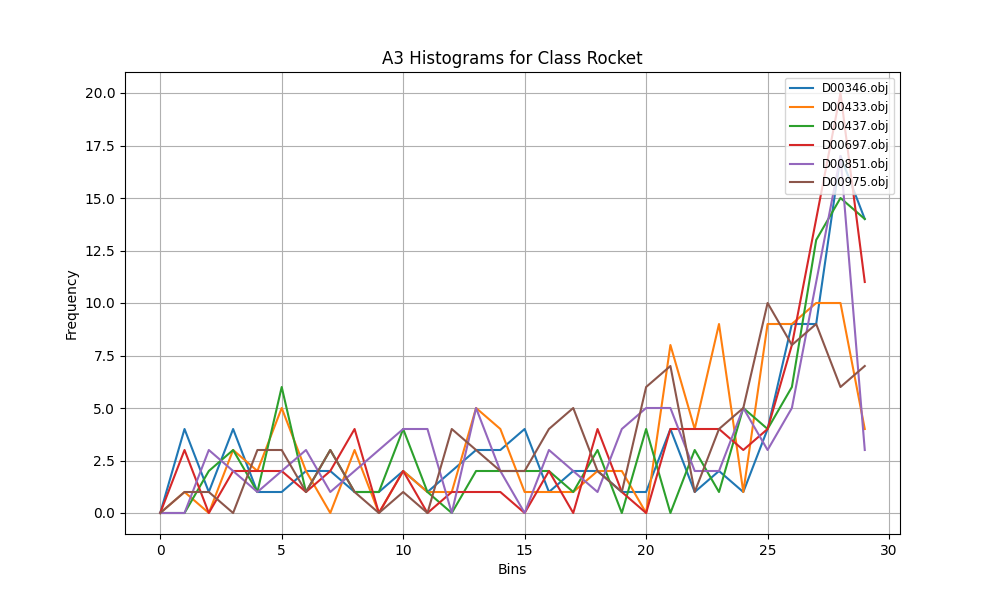 A3 Histograms for Class Rocket
D00346.obj
D00433.obj
D00437.obj
D00697.obj
D00851.obj
D00975.obj
20.0
17.5
15.0
12.5
10.0
7.5
5.0
2.5
0.0
Frequency
0 5 10 15 20 25 30
Bins